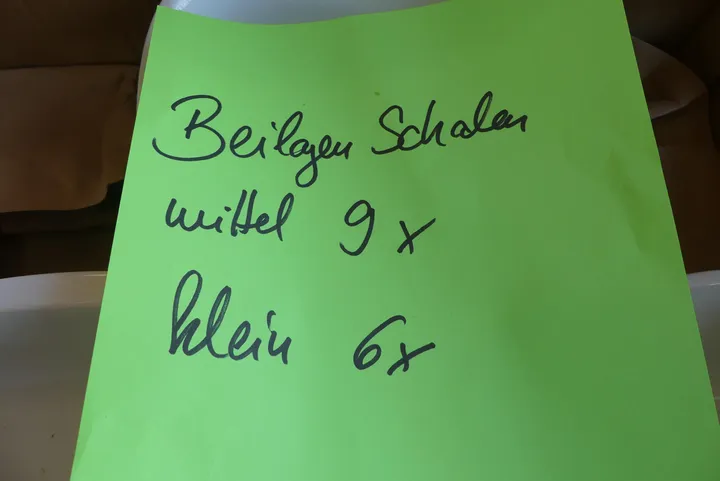 Beilagen Schalen
mittel 9x
klein 6x